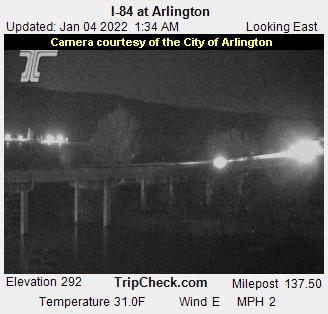 I-84 at Arlington
Updated: Jan 04 2022 1:34 AM Looking East
Camera courtesy of the City of Arlington
Elevation 292 TripCheck.com Milepost 137.50
Temperature 31.0F Wind E MPH 2